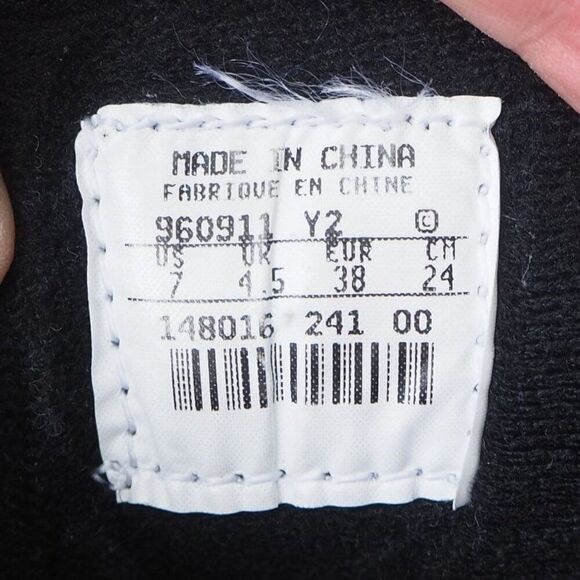 MADE IN CHINA
FABRIQUE EN CHINE
960911 Y2 ©
US UK EUR CM
7 4.5 38 24
148016 241 00